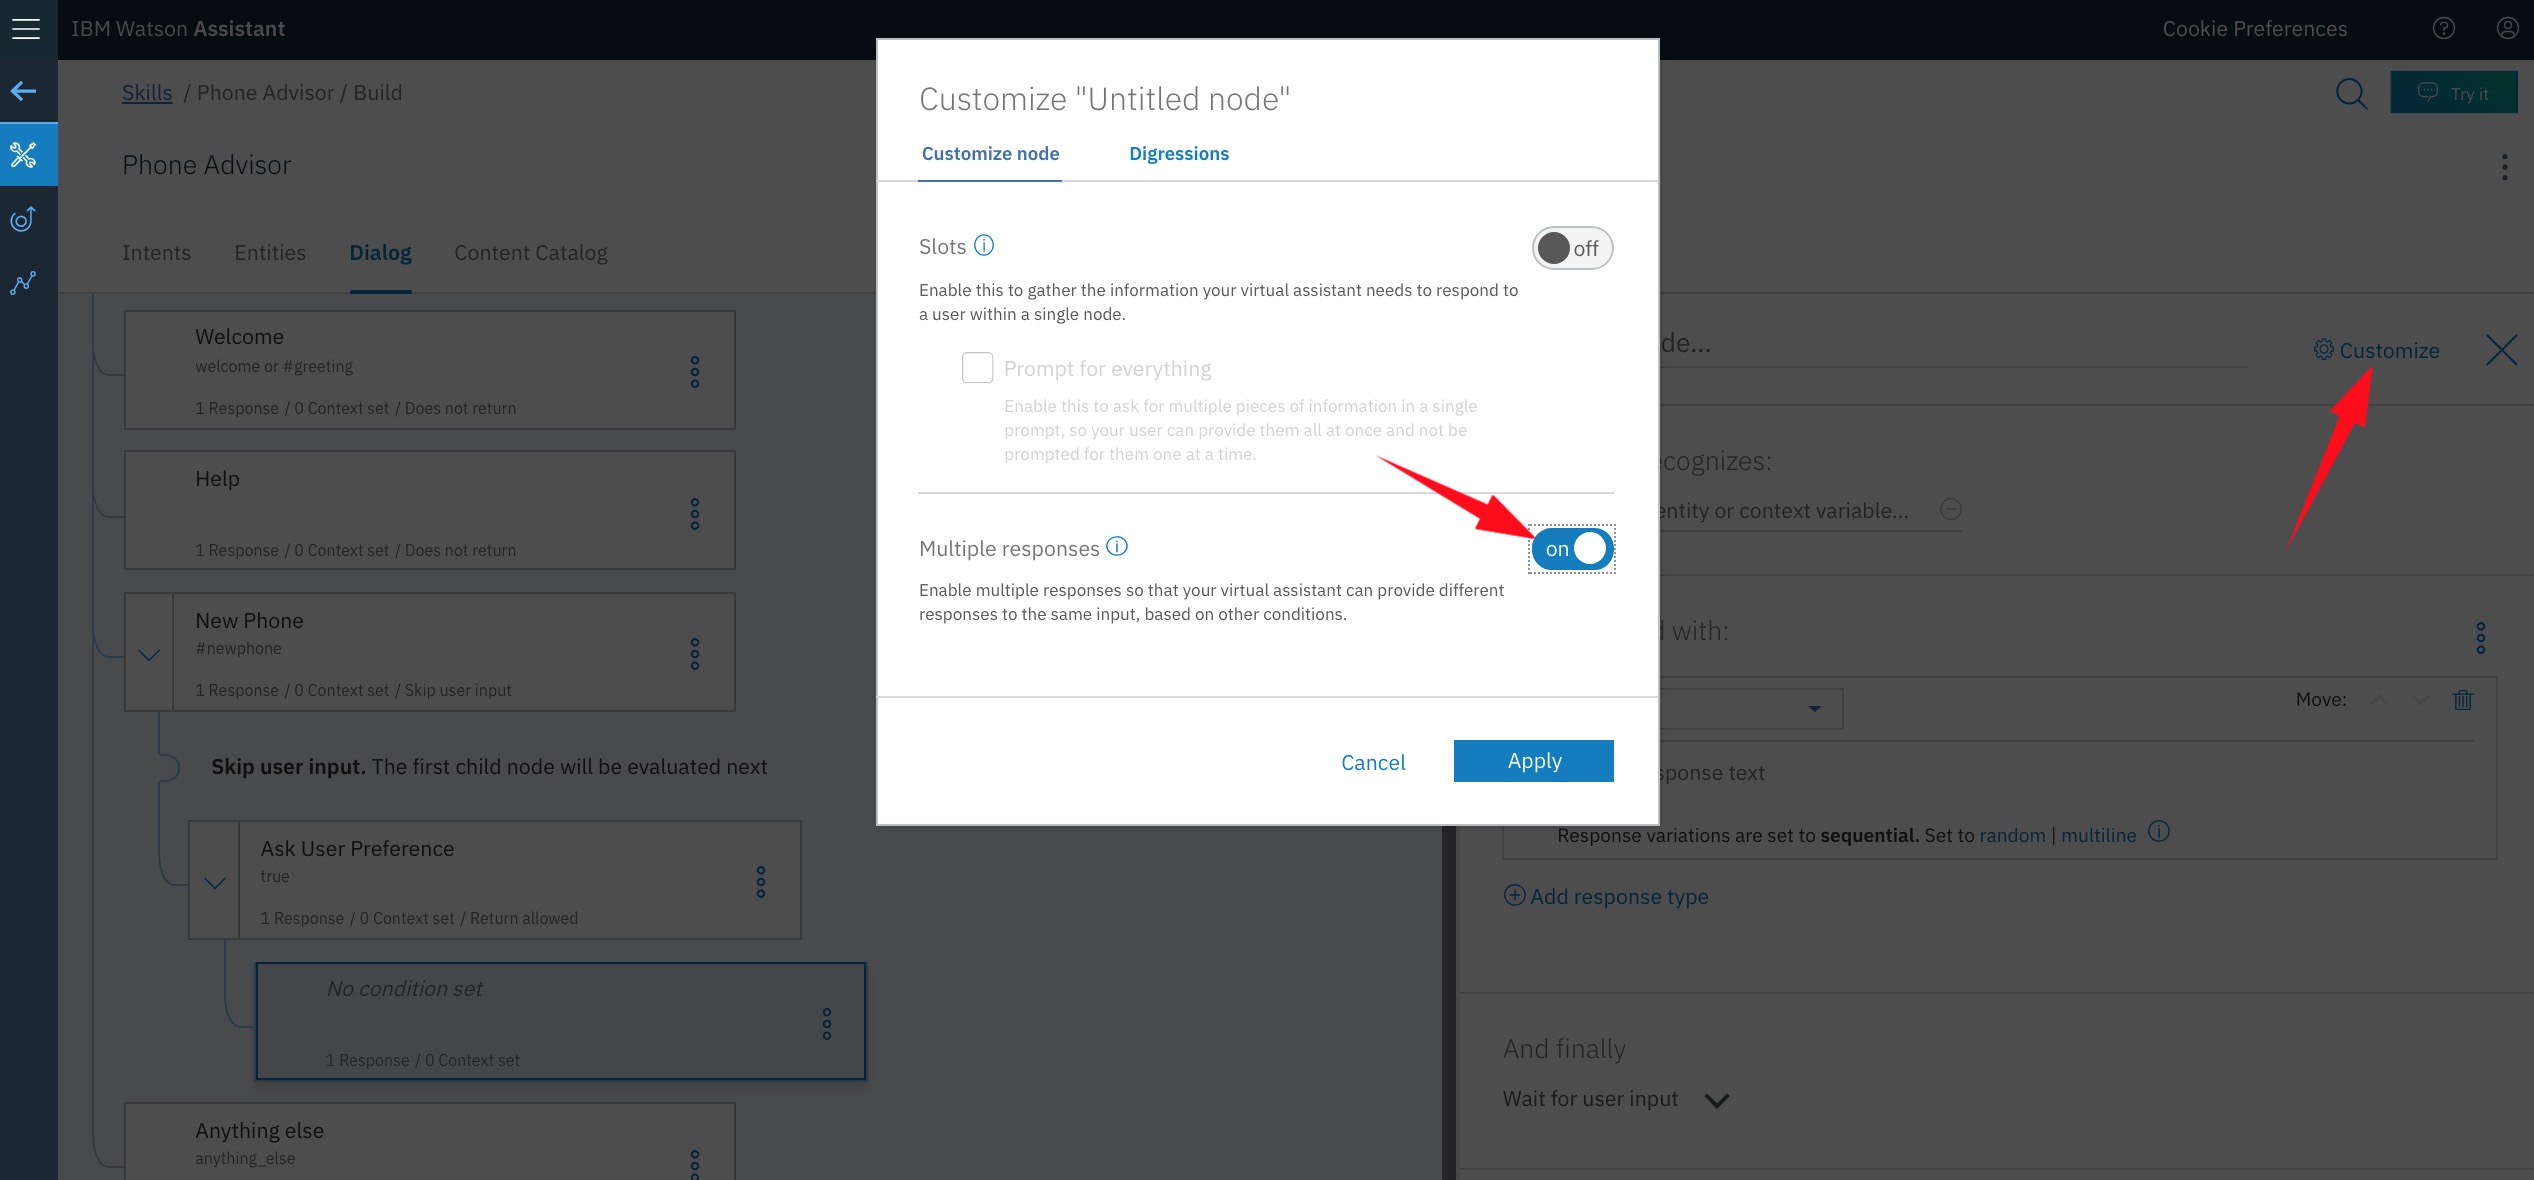 IBM Watson Assistant
Cookie Preferences
Skills / Phone Advisor / Build
Try it
Phone Advisor
Intents
Entities
Dialog
Content Catalog
Welcome
welcome or #greeting
1 Response / 0 Context set / Does not return
Help
1 Response / 0 Context set / Does not return
New Phone
#newphone
1 Response / 0 Context set / Skip user input
Skip user input. The first child node will be evaluated next
Ask User Preference
true
1 Response / 0 Context set / Return allowed
No condition set
1 Response / 0 Context set
Anything else
anything_else
Customize "Untitled node"
Customize node
Digressions
Slots
off
Enable this to gather the information your virtual assistant needs to respond to
a user within a single node.
Prompt for everything
Enable this to ask for multiple pieces of information in a single
prompt, so your user can provide them all at once and not be
prompted for them one at a time.
Multiple responses
on
Enable multiple responses so that your virtual assistant can provide different
responses to the same input, based on other conditions.
Cancel
Apply
de...
Customize
ecognizes:
entity or context variable...
with:
Move:
sponse text
Response variations are set to sequential. Set to random | multiline
Add response type
And finally
Wait for user input